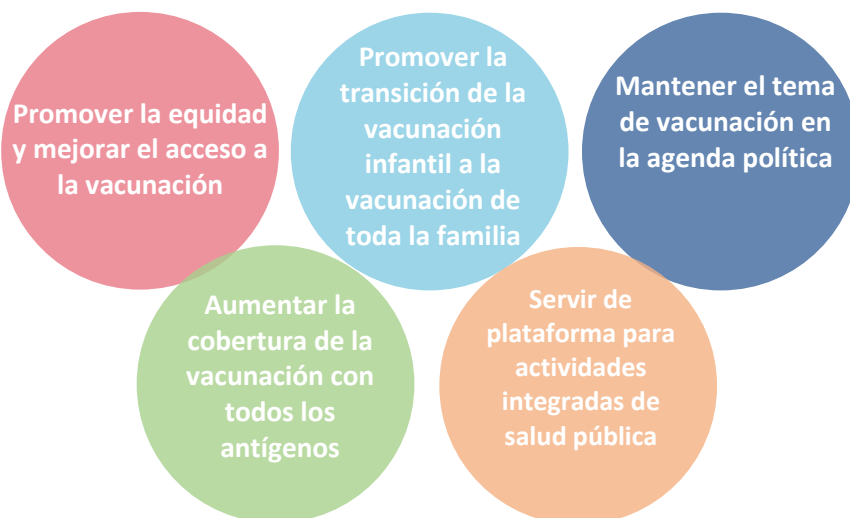 Promover la equidad
y mejorar el acceso a
la vacunación
Promover la
transición de la
vacunación
infantil a la
vacunación de
toda la familia
Mantener el tema
de vacunación en
la agenda política
Aumentar la
cobertura de la
vacunación con
todos los
antígenos
Servir de
plataforma para
actividades
integradas de
salud pública